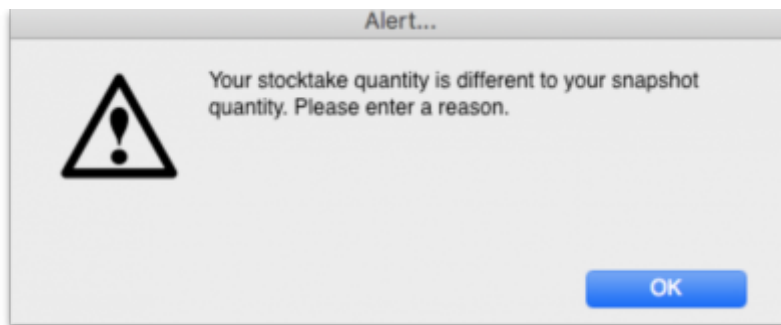 Alert...
Your stocktake quantity is different to your snapshot
quantity. Please enter a reason.
OK